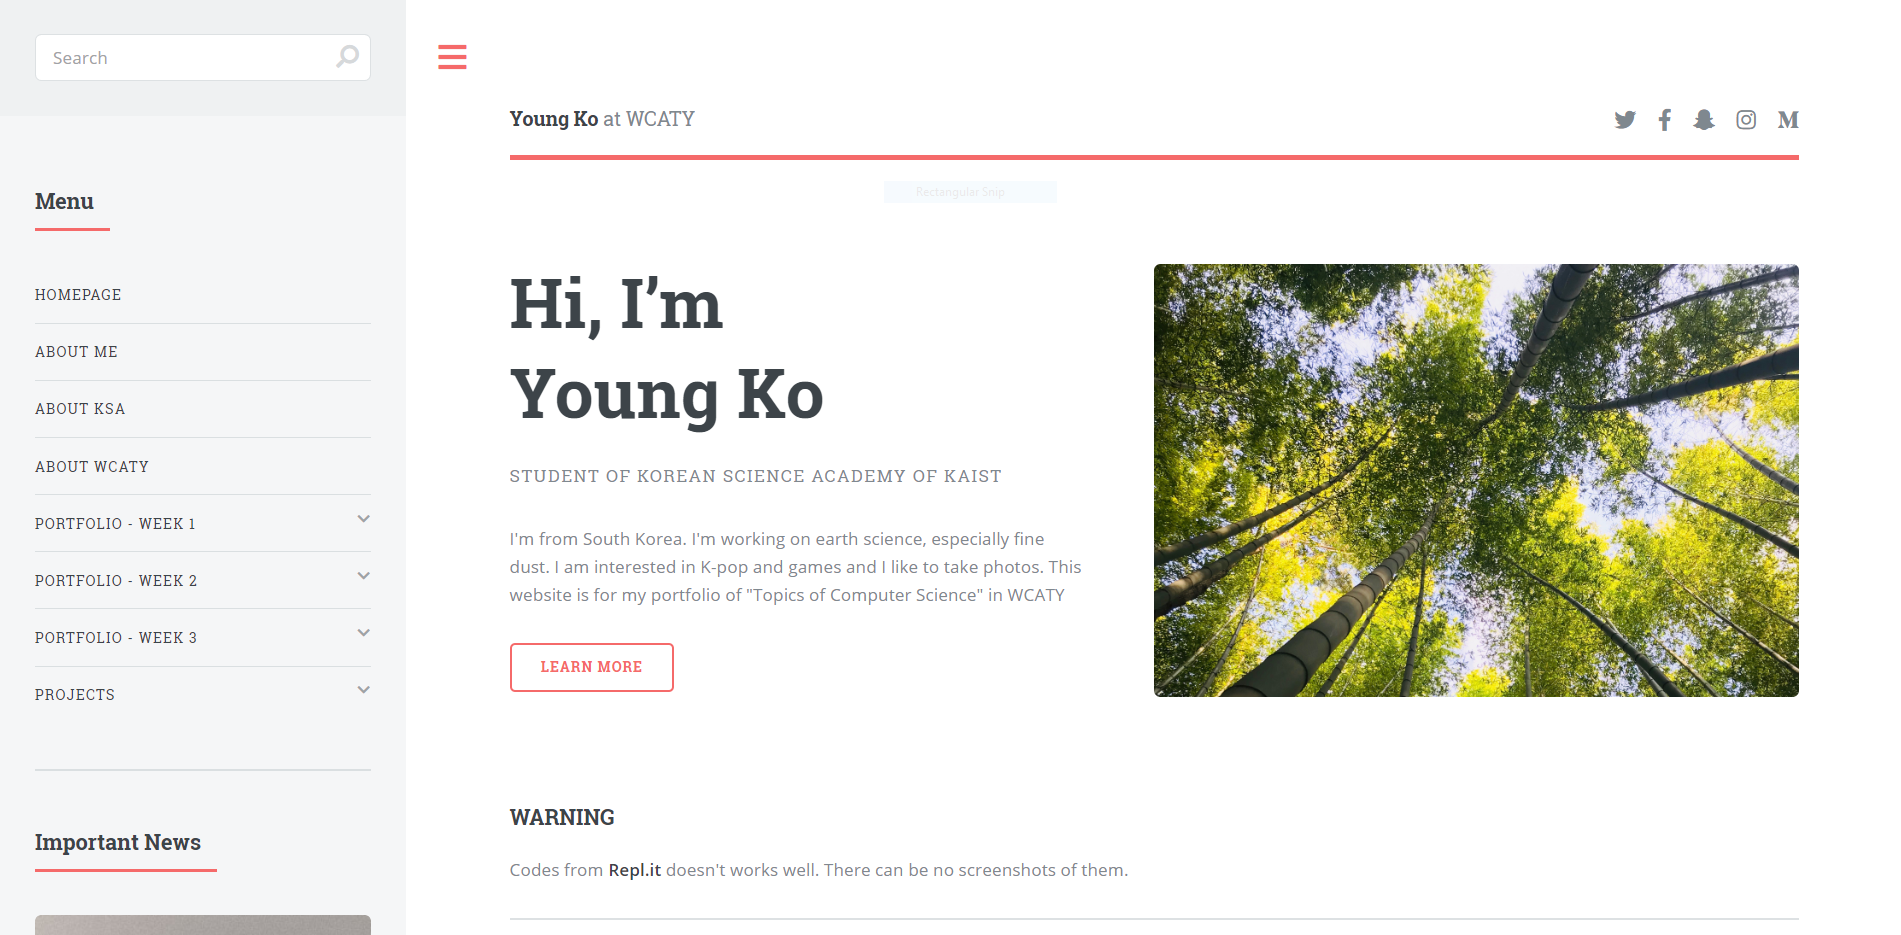 Search
Menu
HOMEPAGE
ABOUT ME
ABOUT KSA
ABOUT WCATY
PORTFOLIO - WEEK 1
PORTFOLIO - WEEK 2
PORTFOLIO - WEEK 3
PROJECTS
Important News
Young Ko at WCATY
M
Rectangular Snip
Hi, I’m
Young Ko
STUDENT OF KOREAN SCIENCE ACADEMY OF KAIST
I'm from South Korea. I'm working on earth science, especially fine
dust. I am interested in K-pop and games and I like to take photos. This
website is for my portfolio of "Topics of Computer Science" in WCATY
LEARN MORE
WARNING
Codes from Repl.it doesn't works well. There can be no screenshots of them.